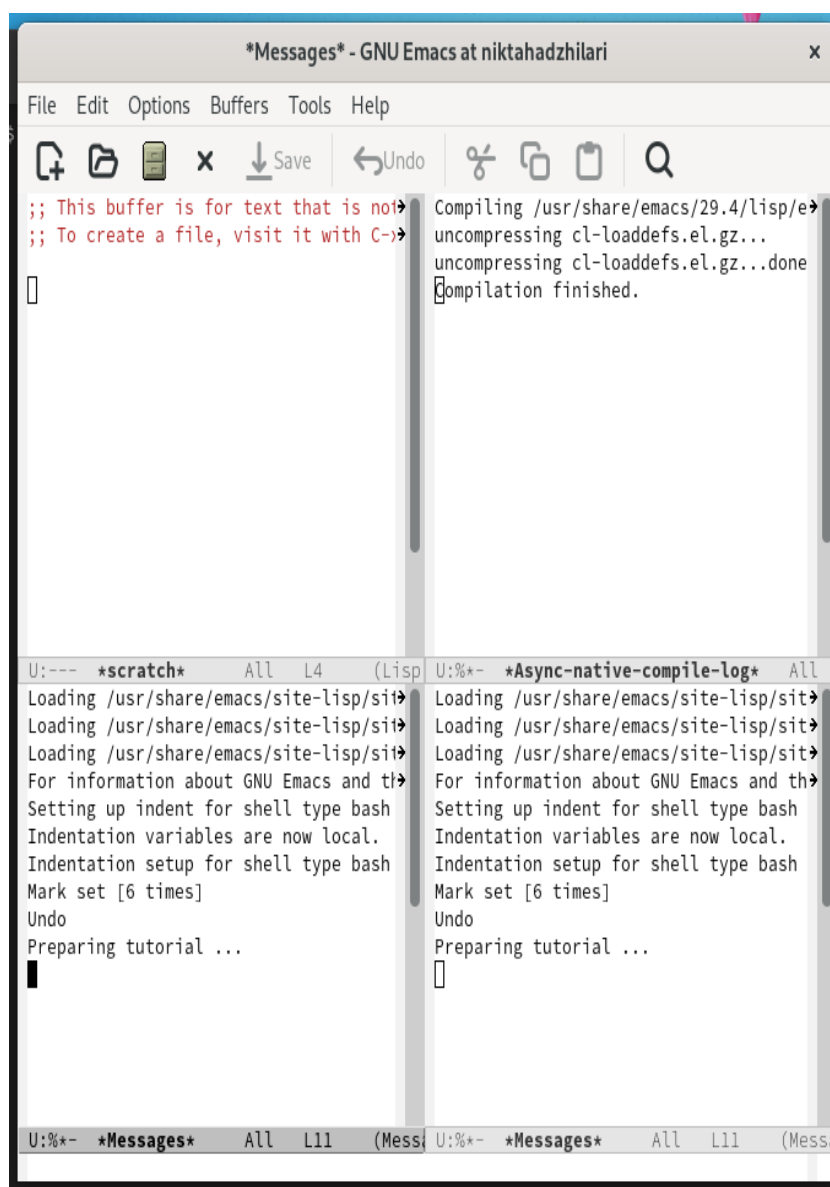 *Messages* - GNU Emacs at niktahadzhilari
File Edit Options Buffers Tools Help
Save Undo
;; This buffer is for text that is not
;; To create a file, visit it with C-x
U:--- *scratch* All L4 (Lisp
Compiling /usr/share/emacs/29.4/lisp/e
uncompressing cl-loaddefs.el.gz...
uncompressing cl-loaddefs.el.gz...done
Compilation finished.
U:%*- *Async-native-compile-log* All
Loading /usr/share/emacs/site-lisp/sit
Loading /usr/share/emacs/site-lisp/sit
Loading /usr/share/emacs/site-lisp/sit
For information about GNU Emacs and th
Setting up indent for shell type bash
Indentation variables are now local.
Indentation setup for shell type bash
Mark set [6 times]
Undo
Preparing tutorial ...
U:%*- *Messages* All L11 (Messa
Loading /usr/share/emacs/site-lisp/sit
Loading /usr/share/emacs/site-lisp/sit
Loading /usr/share/emacs/site-lisp/sit
For information about GNU Emacs and th
Setting up indent for shell type bash
Indentation variables are now local.
Indentation setup for shell type bash
Mark set [6 times]
Undo
Preparing tutorial ...
U:%*- *Messages* All L11 (Mess